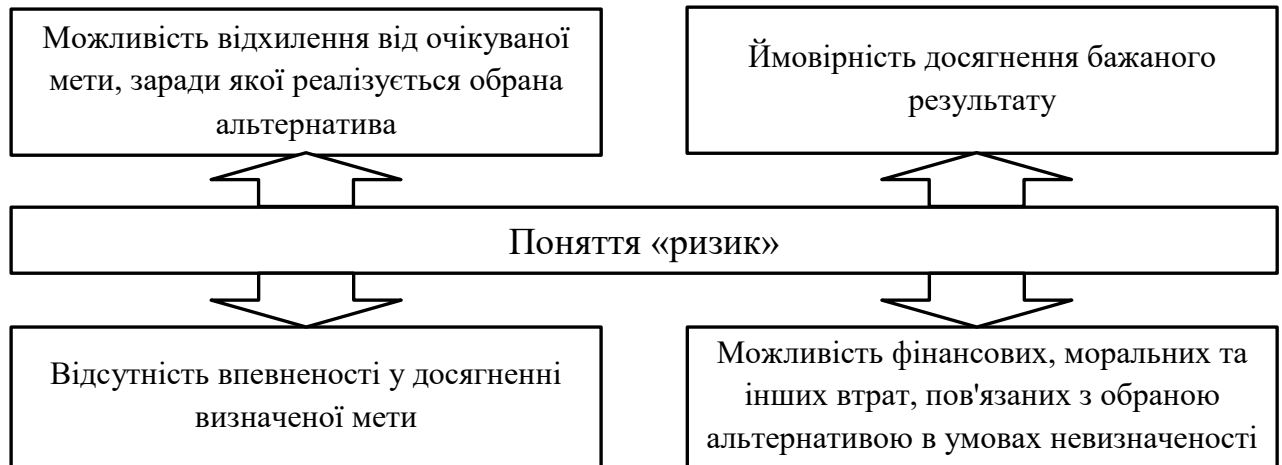 Можливість відхилення від очікуваної
мети, заради якої реалізується обрана
альтернатива
Ймовірність досягнення бажаного
результату
Поняття «ризик»
Відсутність впевненості у досягненні
визначеної мети
Можливість фінансових, моральних та
інших втрат, пов'язаних з обраною
альтернативою в умовах невизначеності